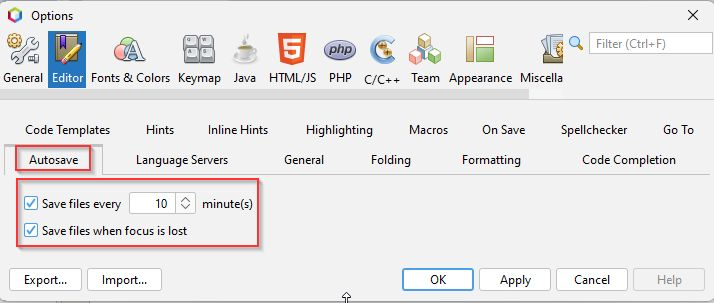 Options
Filter (Ctrl+F)
General Editor Fonts & Colors Keymap Java HTML/JS PHP C/C++ Team Appearance Miscella
Code Templates Hints Inline Hints Highlighting Macros On Save Spellchecker Go To
Autosave Language Servers General Folding Formatting Code Completion
Save files every 10 minute(s)
Save files when focus is lost
Export... Import... OK Apply Cancel Help